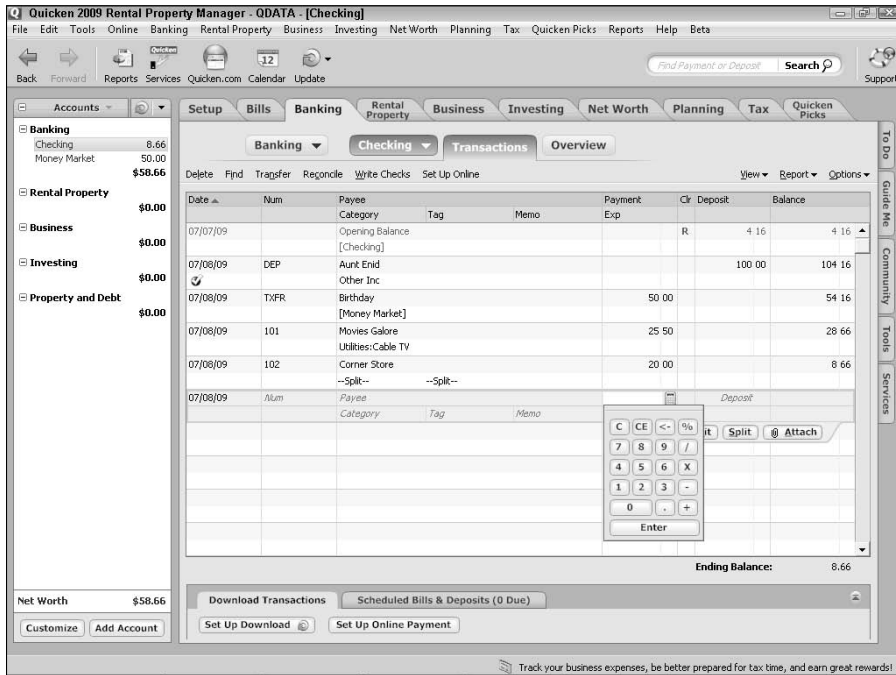 Quicken 2009 Rental Property Manager - QDATA - [Checking]
File Edit Tools Online Banking Rental Property Business Investing Net Worth Planning Tax Quicken Picks Reports Help Beta
Quicken
12
Find Payment or Deposit Search
Back Forward Reports Services Quicken.com Calendar Update Support
Accounts
Setup Bills Banking Rental Property Business Investing Net Worth Planning Tax Quicken Picks
Banking
Checking 8.66
Money Market 50.00
$58.66
Rental Property
$0.00
Business
$0.00
Investing
$0.00
Property and Debt
$0.00
Net Worth $58.66
Customize Add Account
Banking Checking Transactions Overview
Delete Find Transfer Reconcile Write Checks Set Up Online View Report Options
Date Num Payee Payment Clr Deposit Balance
Category Tag Memo Exp
07/07/09 Opening Balance R 4 16 4 16
[Checking]
07/08/09 DEP Aunt Enid 100 00 104 16
Other Inc
07/08/09 TXFR Birthday 50 00 54 16
[Money Market]
07/08/09 101 Movies Galore 25 50 28 66
Utilities:Cable TV
07/08/09 102 Corner Store 20 00 8 66
--Split-- --Split--
07/08/09 Num Payee Deposit
Category Tag Memo
C CE <- %
it Split Attach
7 8 9 /
4 5 6 X
1 2 3 -
0 . +
Enter
Ending Balance: 8.66
Download Transactions Scheduled Bills & Deposits (0 Due)
Set Up Download Set Up Online Payment
To Do
Guide Me
Community
Tools
Services
Track your business expenses, be better prepared for tax time, and earn great rewards!